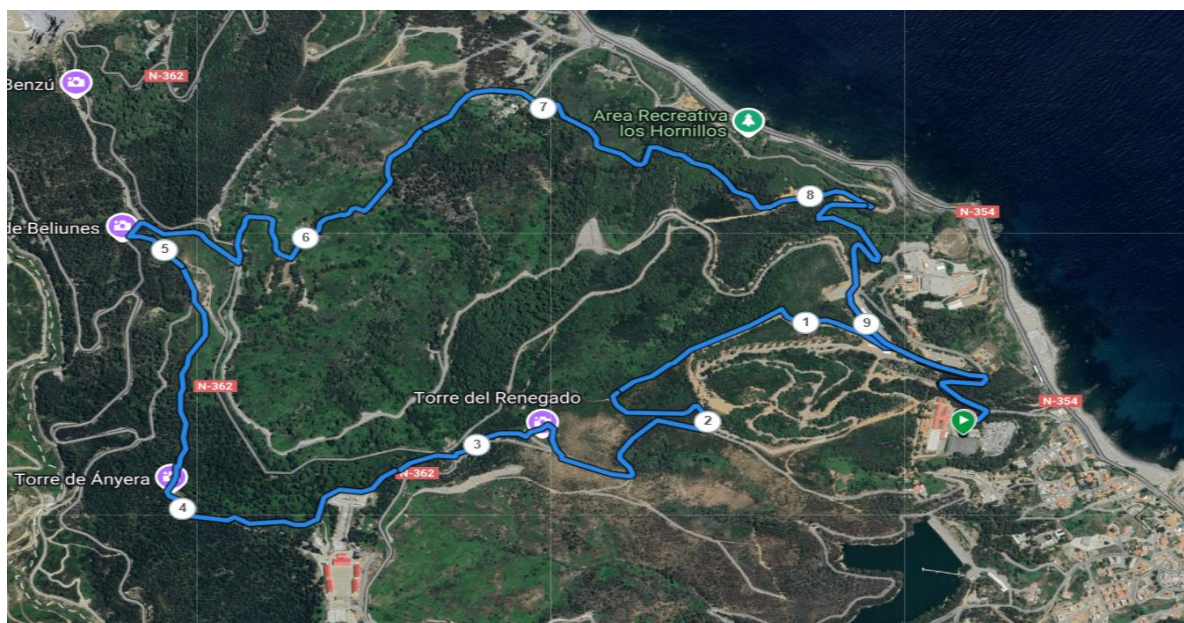 Benzú
N-362
7
Area Recreativa
los Hornillos
8
N-354
de Beliunes
5
6
1
9
N-362
Torre del Renegado
N-354
2
3
N-362
Torre de Ányera
4